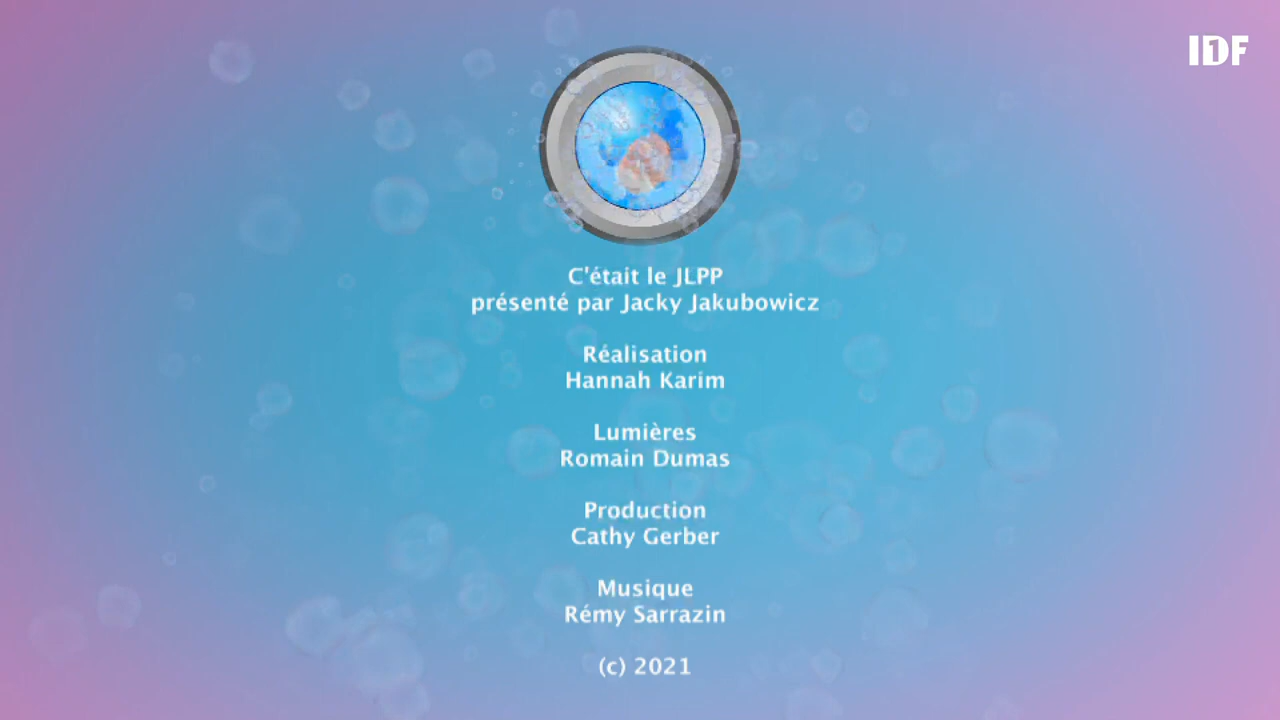 IDF
C'était le JLPP
présenté par Jacky Jakubowicz
Réalisation
Hannah Karim
Lumières
Romain Dumas
Production
Cathy Gerber
Musique
Rémy Sarrazin
(c) 2021